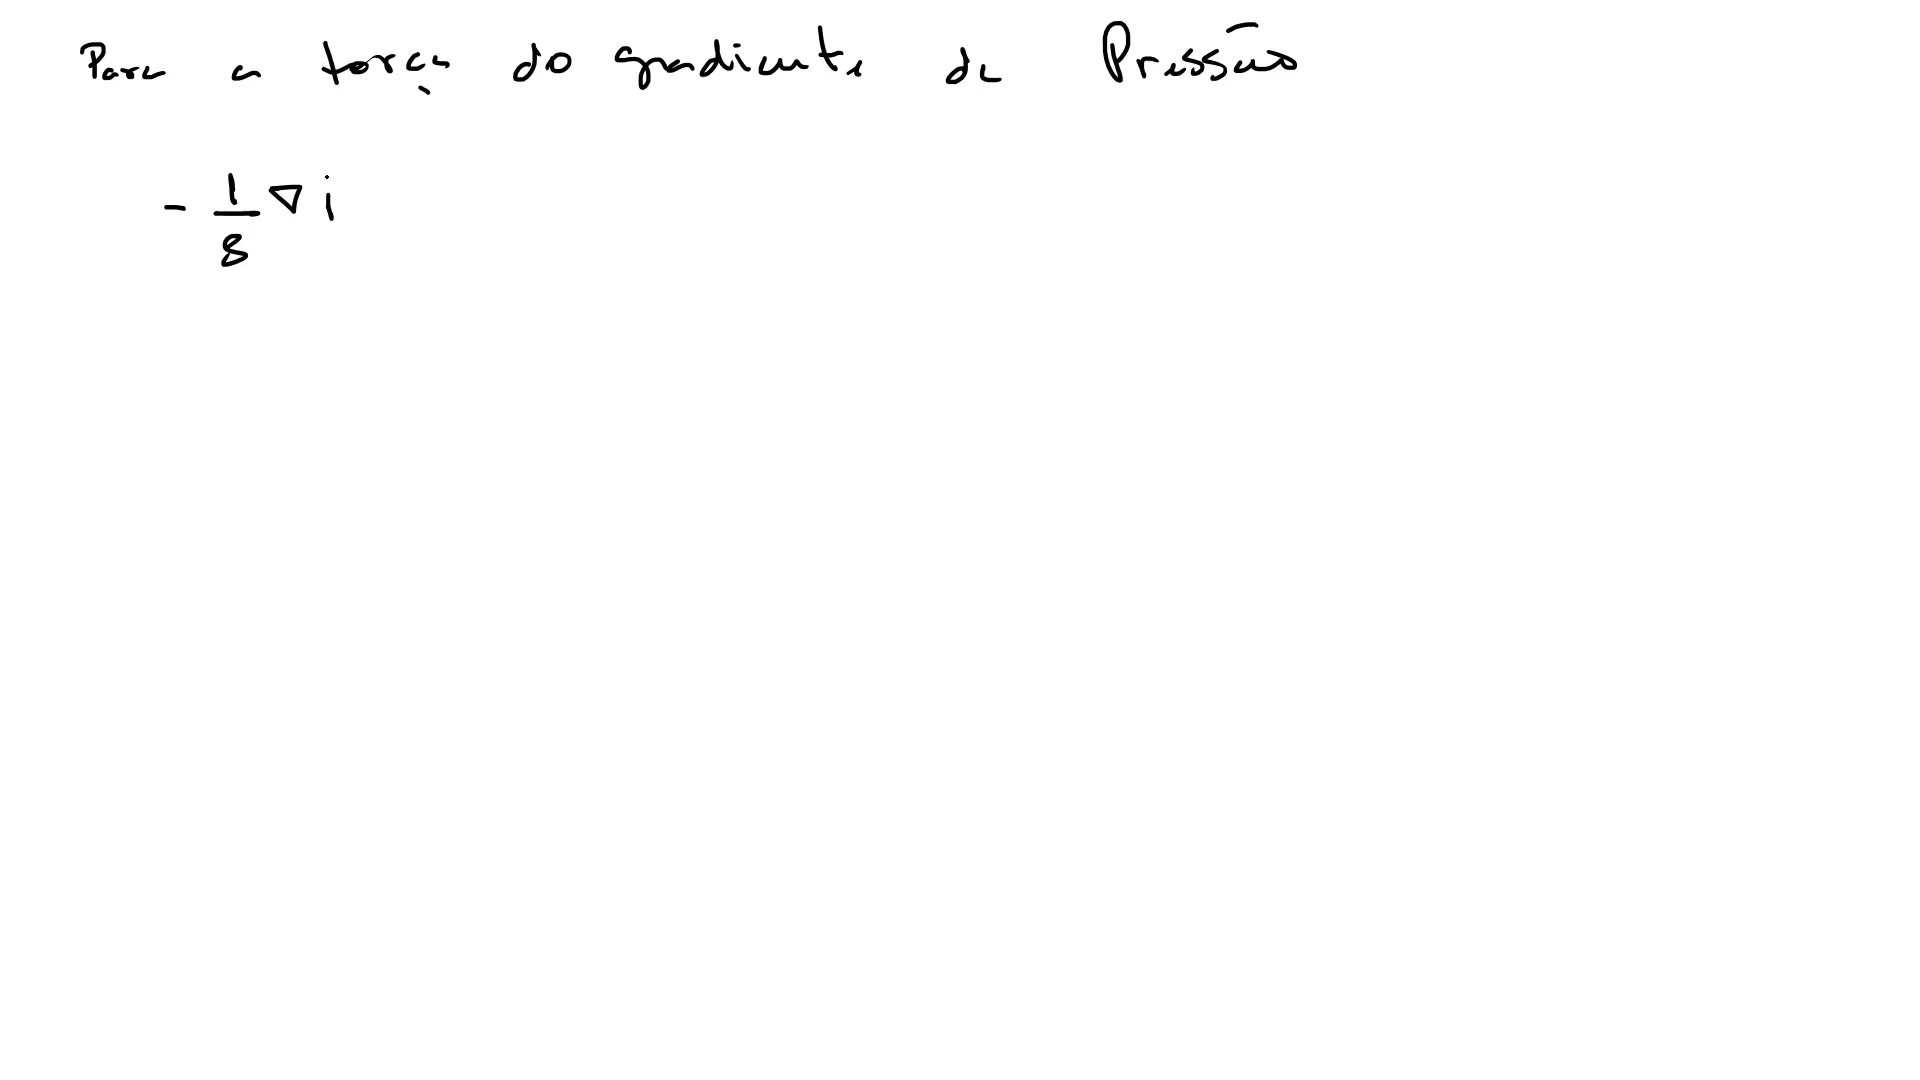 Para a força do gradiente de Pressão
- 1/8 ∇ i